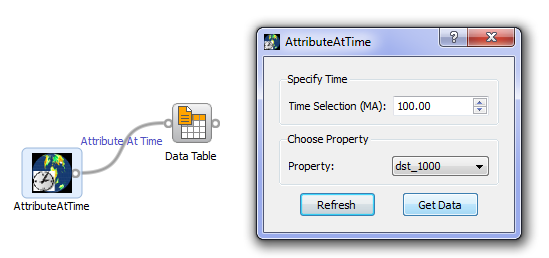 Attribute At Time
Data Table
AttributeAtTime
AttributeAtTime
?
Specify Time
Time Selection (MA): 100.00
Choose Property
Property: dst_1000
Refresh Get Data